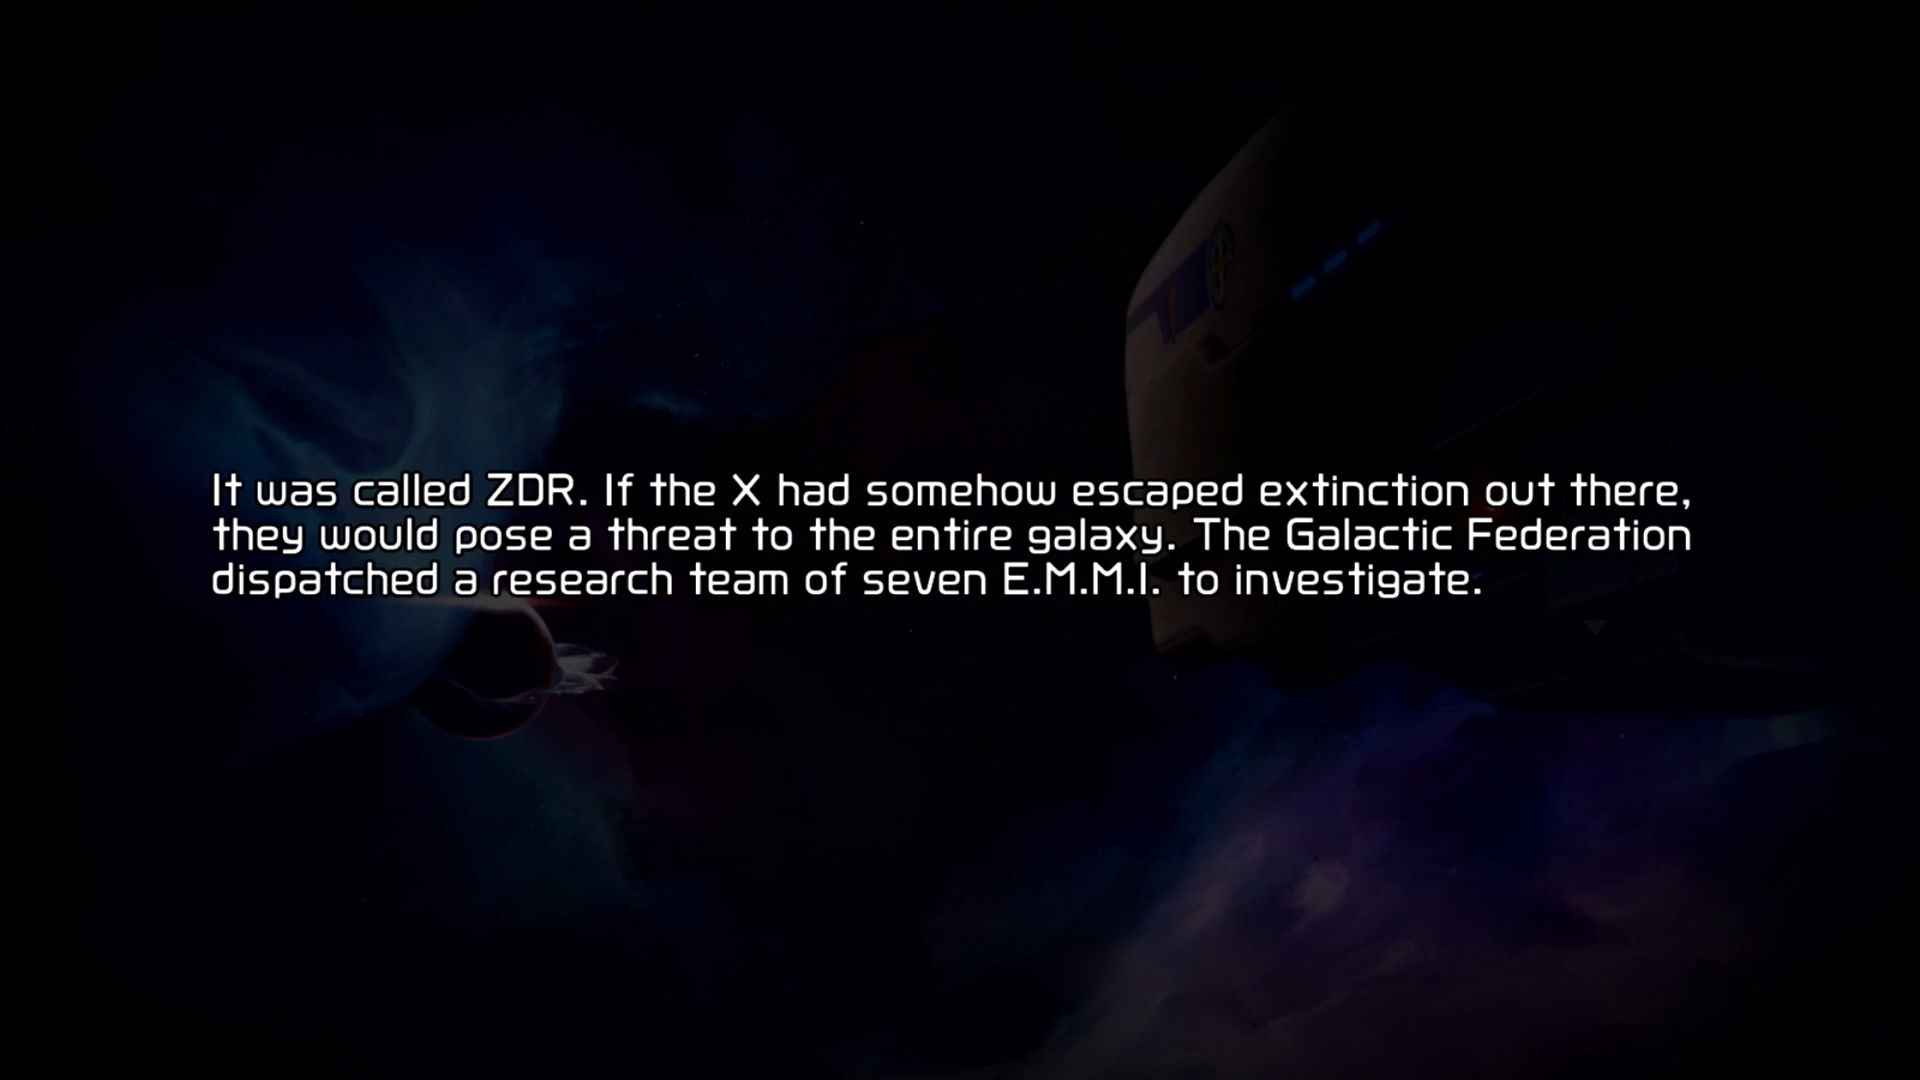 It was called ZDR. If the X had somehow escaped extinction out there,
they would pose a threat to the entire galaxy. The Galactic Federation
dispatched a research team of seven E.M.M.I. to investigate.